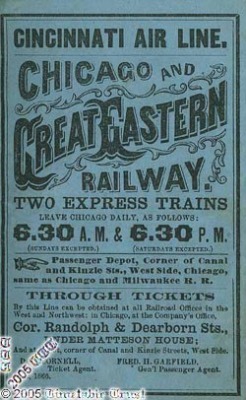 CINCINNATI AIR LINE.
CHICAGO AND
GREAT EASTERN
RAILWAY.
TWO EXPRESS TRAINS
LEAVE CHICAGO DAILY, AS FOLLOWS:
6.30 A.M. & 6.30 P.M.
(SUNDAYS EXCEPTED.) (SATURDAYS EXCEPTED.)
Passenger Depot, Corner of Canal
and Kinzie Sts., West Side, Chicago,
same as Chicago and Milwaukee R. R.
THROUGH TICKETS
By this Line can be obtained at all Railroad Offices in the
West and Northwest: in Chicago, at the Company's Office,
Cor. Randolph & Dearborn Sts.,
UNDER MATTESON HOUSE;
And at corner of Canal and Kinzie Streets, West Side.
FRED. H. GARFIELD,
Ticket Agent. Gen'l Passenger Agent.
1865.
©2005
©2005